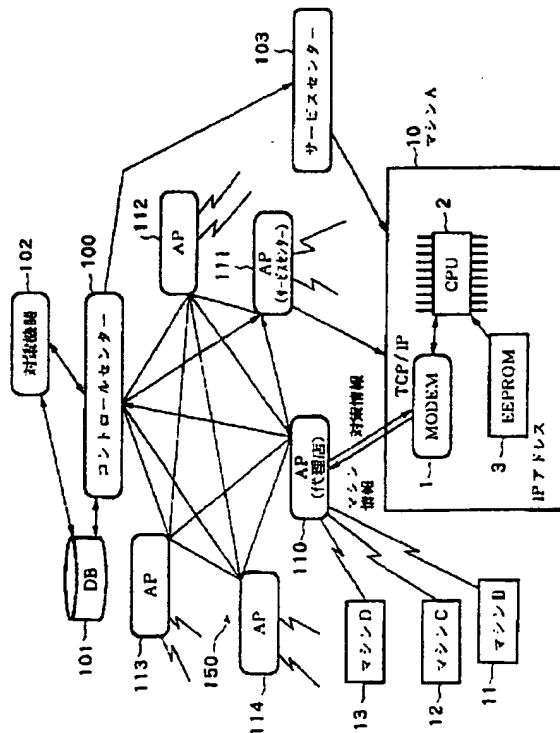 102
対策機関
100
コントロールセンター
DB
101
103
サービスセンター
112
AP
111
AP
(サービスセンター)
113
AP
150
AP
114
AP
(代理店)
110
マシン
情報
対策情報
TCP/IP
10
マシンA
2
CPU
MODEM
1
EEPROM
3
IPアドレス
マシンD
13
マシンC
12
マシンB
11